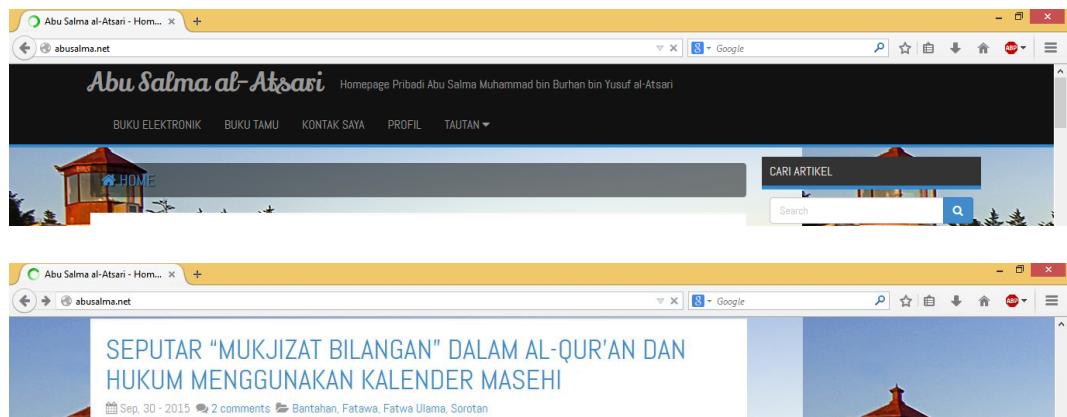 Abu Salma al-Atsari - Hom...
abusalma.net
Google
ABP
Abu Salma al-Atsari Homepage Pribadi Abu Salma Muhammad bin Burhan bin Yusuf al-Atsari
BUKU ELEKTRONIK BUKU TAMU KONTAK SAYA PROFIL TAUTAN
HOME
CARI ARTIKEL
Search
Abu Salma al-Atsari - Hom...
abusalma.net
Google
ABP
SEPUTAR “MUKJIZAT BILANGAN” DALAM AL-QUR’AN DAN
HUKUM MENGGUNAKAN KALENDER MASEHI
Sep, 30 - 2015 2 comments Bantahan, Fatawa, Fatwa Ulama, Sorotan